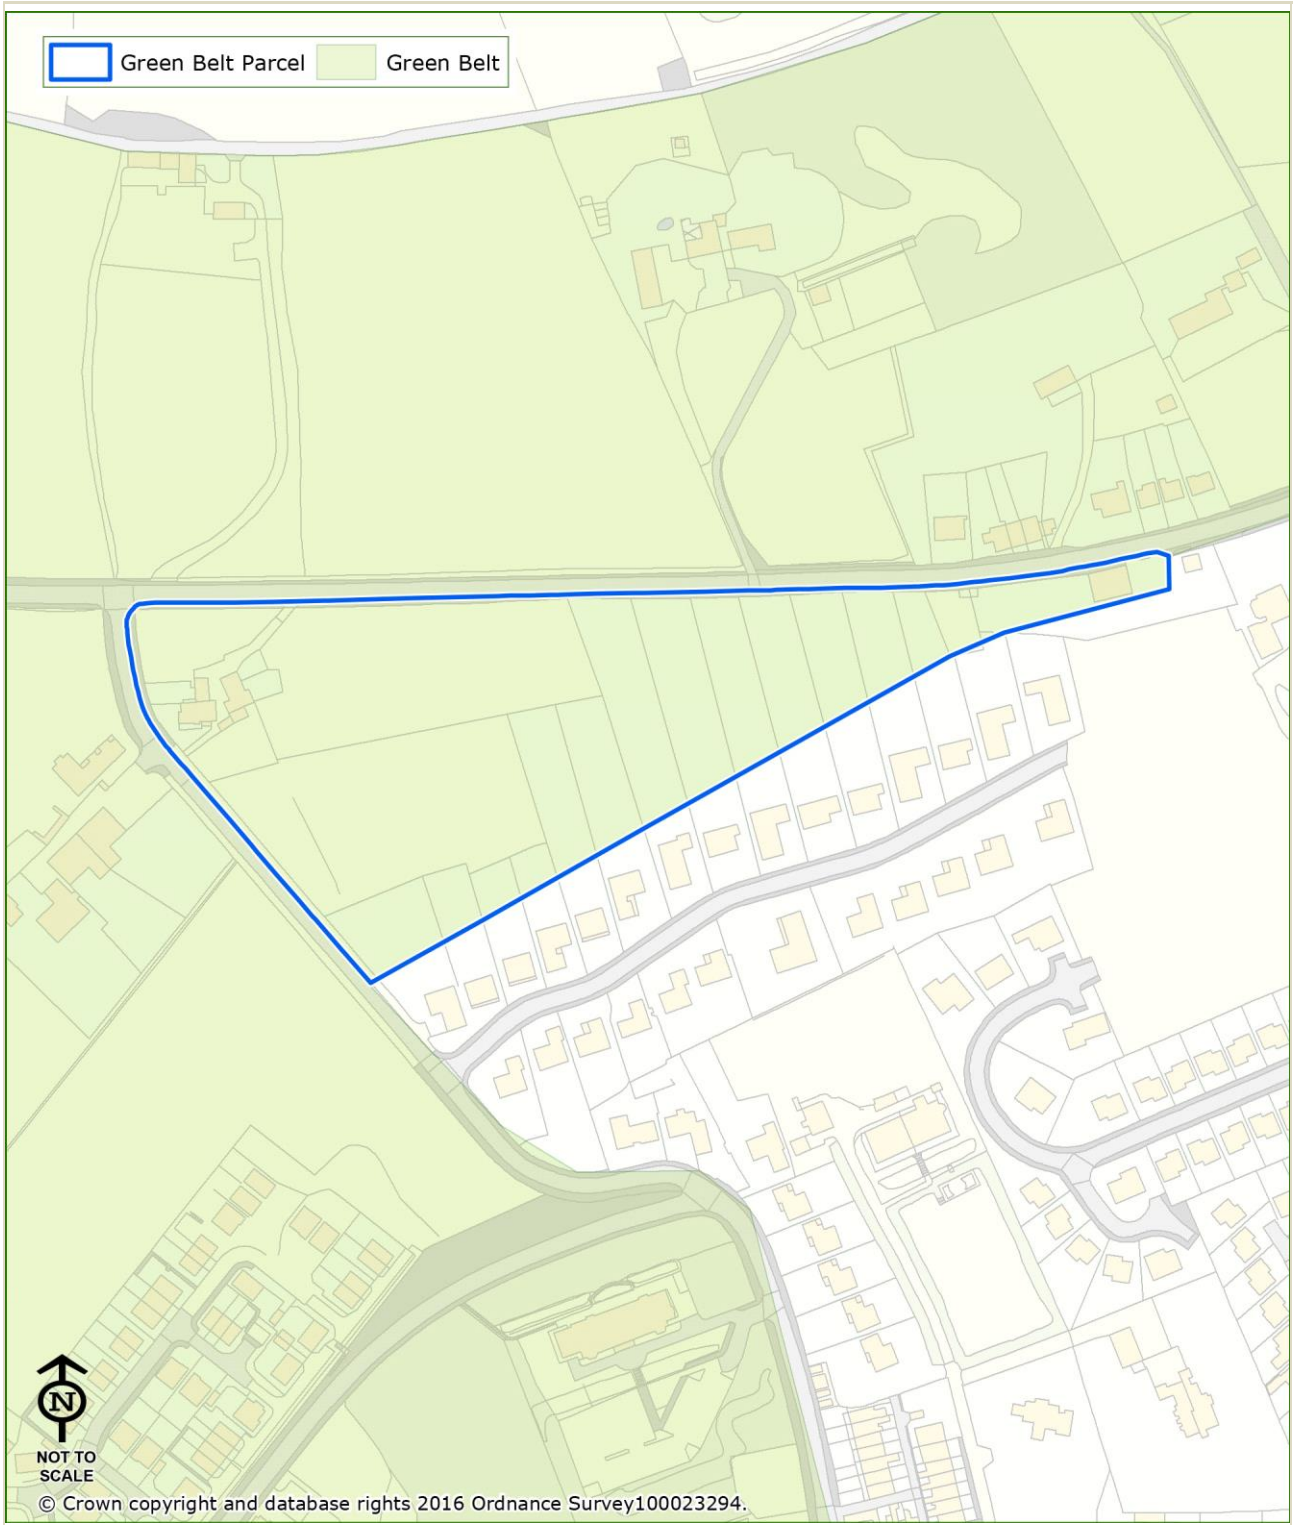 Green Belt Parcel Green Belt
N
NOT TO
SCALE
© Crown copyright and database rights 2016 Ordnance Survey100023294.